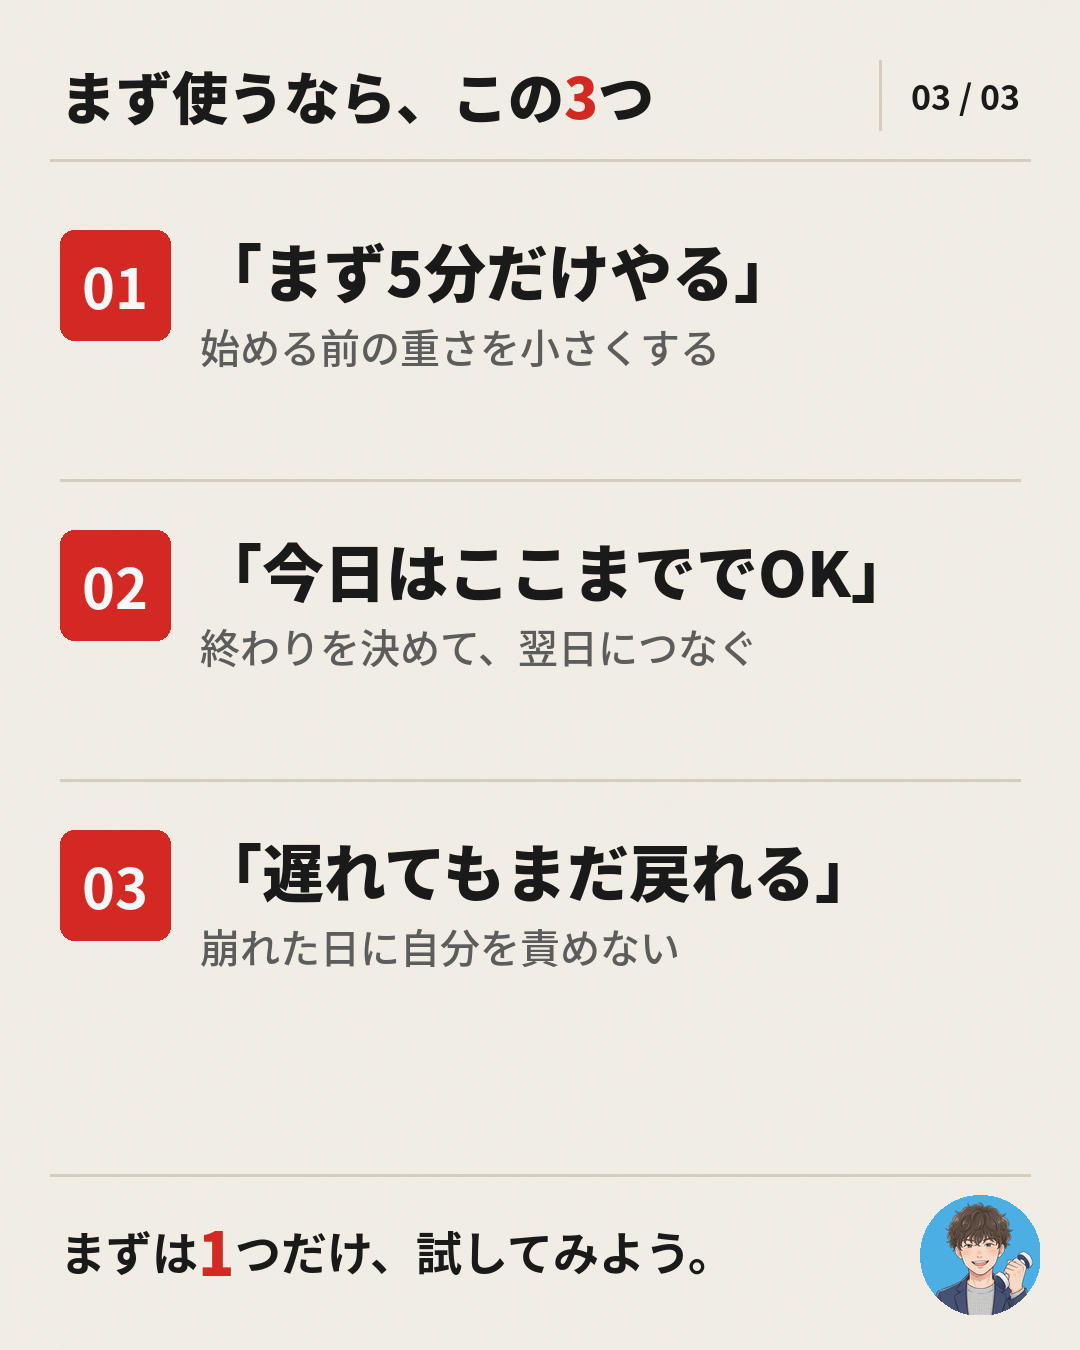 まず使うなら、この3つ
03 / 03
01
「まず5分だけやる」
始める前の重さを小さくする
02
「今日はここまででOK」
終わりを決めて、翌日につなぐ
03
「遅れてもまだ戻れる」
崩れた日に自分を責めない
まずは1つだけ、試してみよう。